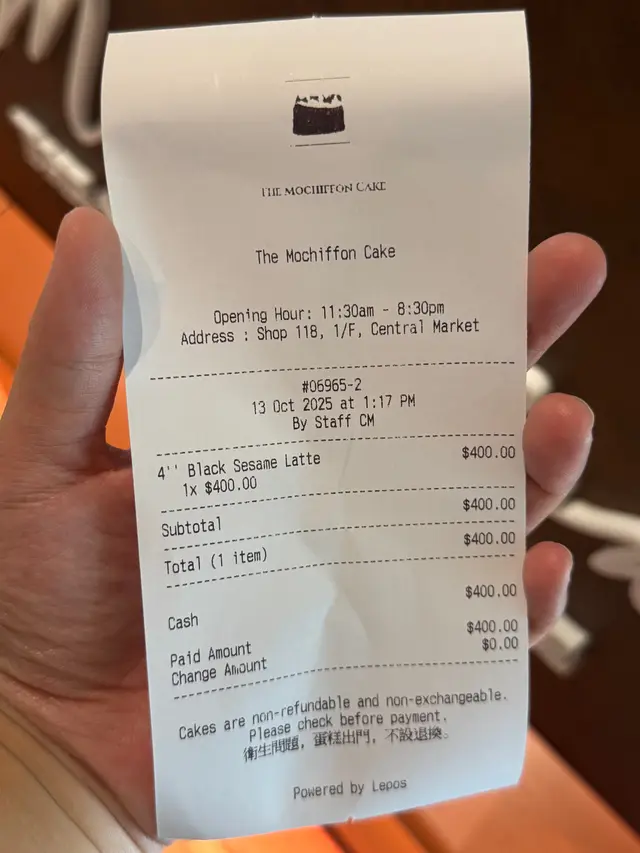 THE MOCHIFFON CAKE
The Mochiffon Cake
Opening Hour: 11:30am - 8:30pm
Address : Shop 118, 1/F, Central Market
#06965-2
13 Oct 2025 at 1:17 PM
By Staff CM
4'' Black Sesame Latte $400.00
1x $400.00
Subtotal $400.00
Total (1 item) $400.00
Cash $400.00
Paid Amount $400.00
Change Amount $0.00
Cakes are non-refundable and non-exchangeable.
Please check before payment.
衛生問題, 蛋糕出門, 不設退換。
Powered by Lepos